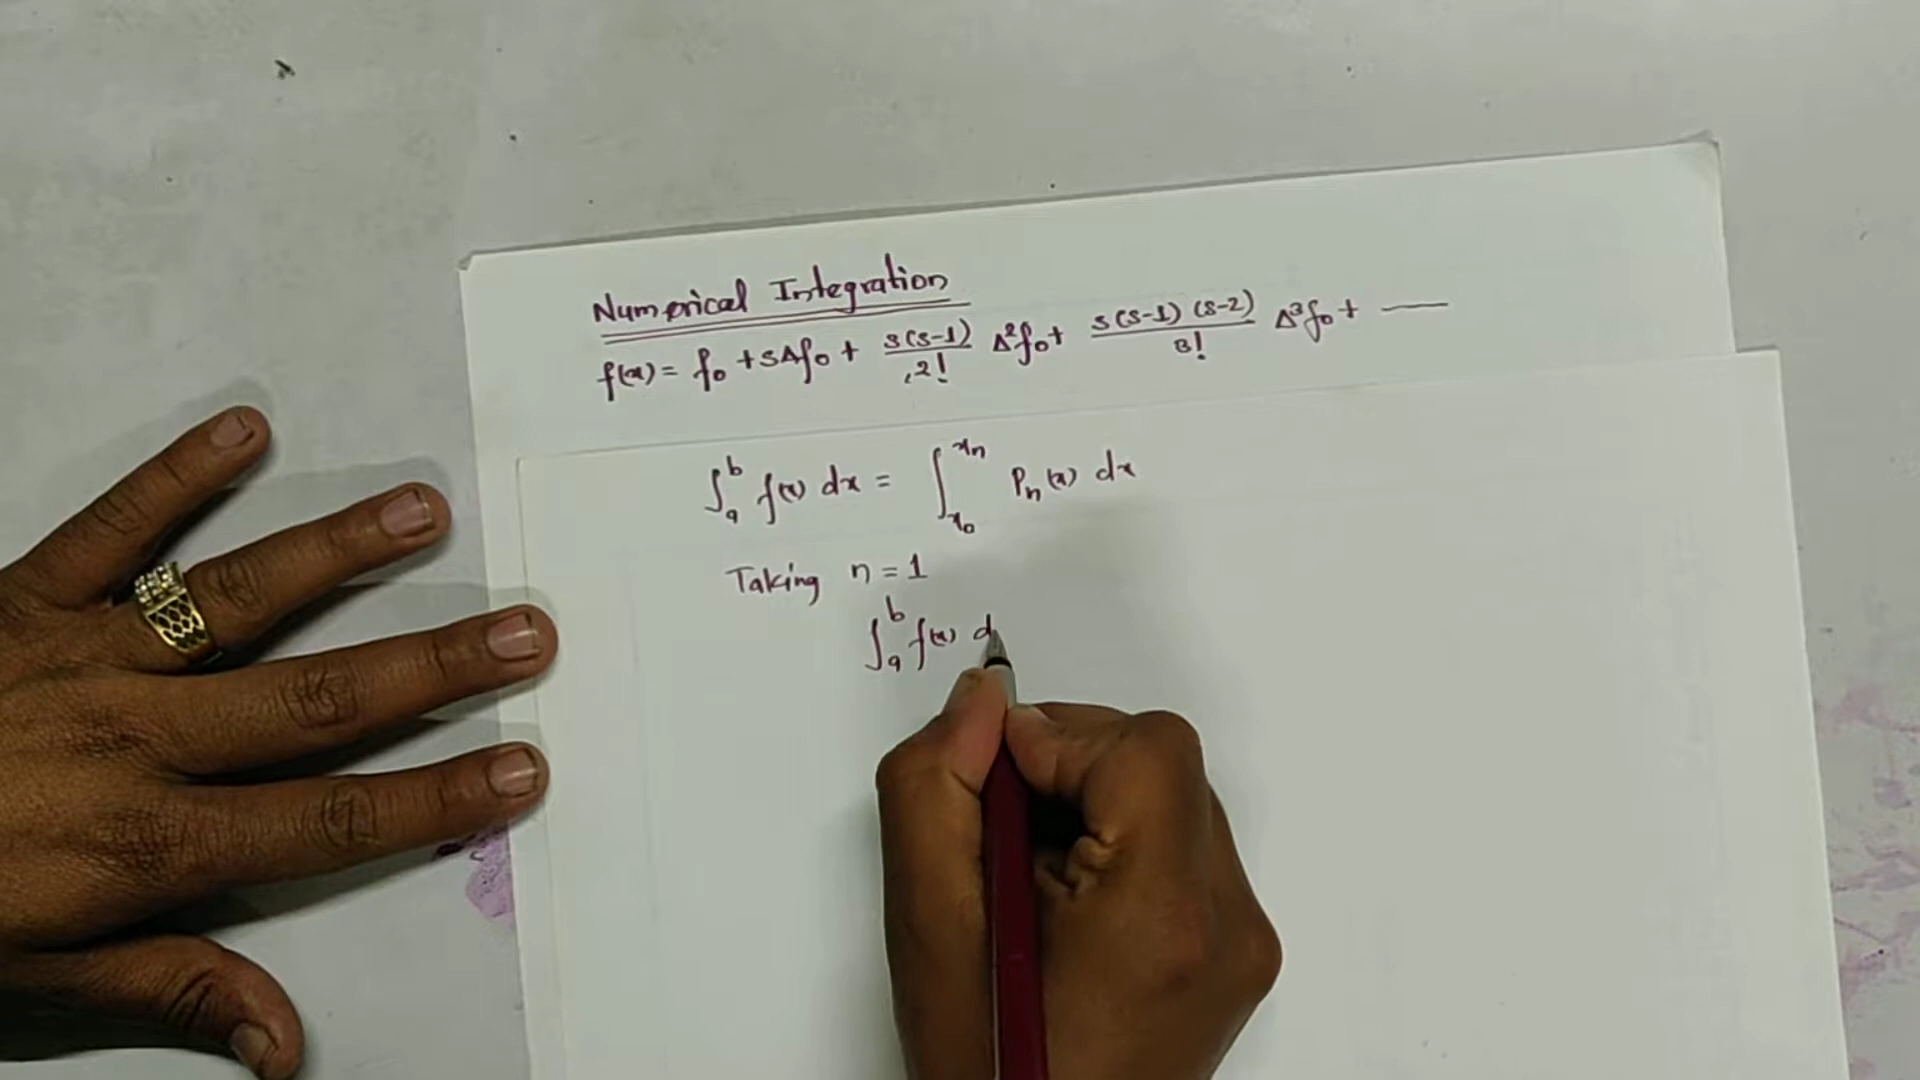 Numerical Integration
f(x) = f₀ + sΔf₀ + s(s-1)/2! Δ²f₀ + s(s-1)(s-2)/3! Δ³f₀ + ——
∫ₐᵇ f(x) dx = ∫ₓ₀ˣⁿ Pₙ(x) dx
Taking n = 1
∫ₐᵇ f(x) d